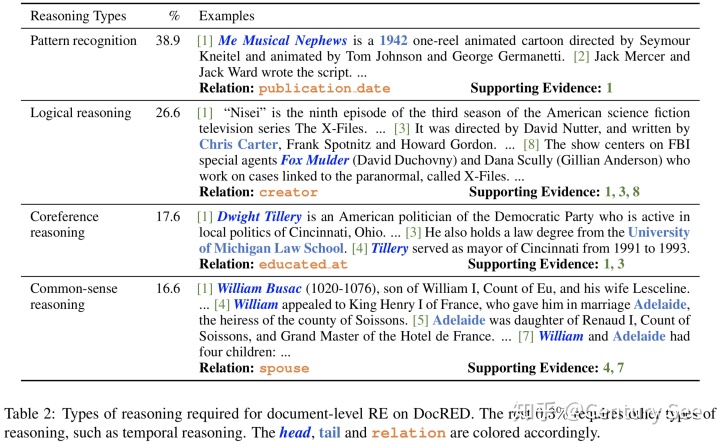 Reasoning Types % Examples
Pattern recognition 38.9 [1] Me Musical Nephews is a 1942 one-reel animated cartoon directed by Seymour
Kneitel and animated by Tom Johnson and George Germanetti. [2] Jack Mercer and
Jack Ward wrote the script. ...
Relation: publication_date Supporting Evidence: 1
Logical reasoning 26.6 [1] “Nisei” is the ninth episode of the third season of the American science fiction
television series The X-Files. ... [3] It was directed by David Nutter, and written by
Chris Carter, Frank Spotnitz and Howard Gordon. ... [8] The show centers on FBI
special agents Fox Mulder (David Duchovny) and Dana Scully (Gillian Anderson) who
work on cases linked to the paranormal, called X-Files. ...
Relation: creator Supporting Evidence: 1, 3, 8
Coreference 17.6 [1] Dwight Tillery is an American politician of the Democratic Party who is active in
reasoning local politics of Cincinnati, Ohio. ... [3] He also holds a law degree from the University
of Michigan Law School. [4] Tillery served as mayor of Cincinnati from 1991 to 1993.
Relation: educated_at Supporting Evidence: 1, 3
Common-sense 16.6 [1] William Busac (1020-1076), son of William I, Count of Eu, and his wife Lesceline.
reasoning ... [4] William appealed to King Henry I of France, who gave him in marriage Adelaide,
the heiress of the county of Soissons. [5] Adelaide was daughter of Renaud I, Count of
Soissons, and Grand Master of the Hotel de France. ... [7] William and Adelaide had
four children: ...
Relation: spouse Supporting Evidence: 4, 7
Table 2: Types of reasoning required for document-level RE on DocRED. The rest 0.3% requires other types of
reasoning, such as temporal reasoning. The head, tail and relation are colored accordingly.
知乎 @Century See